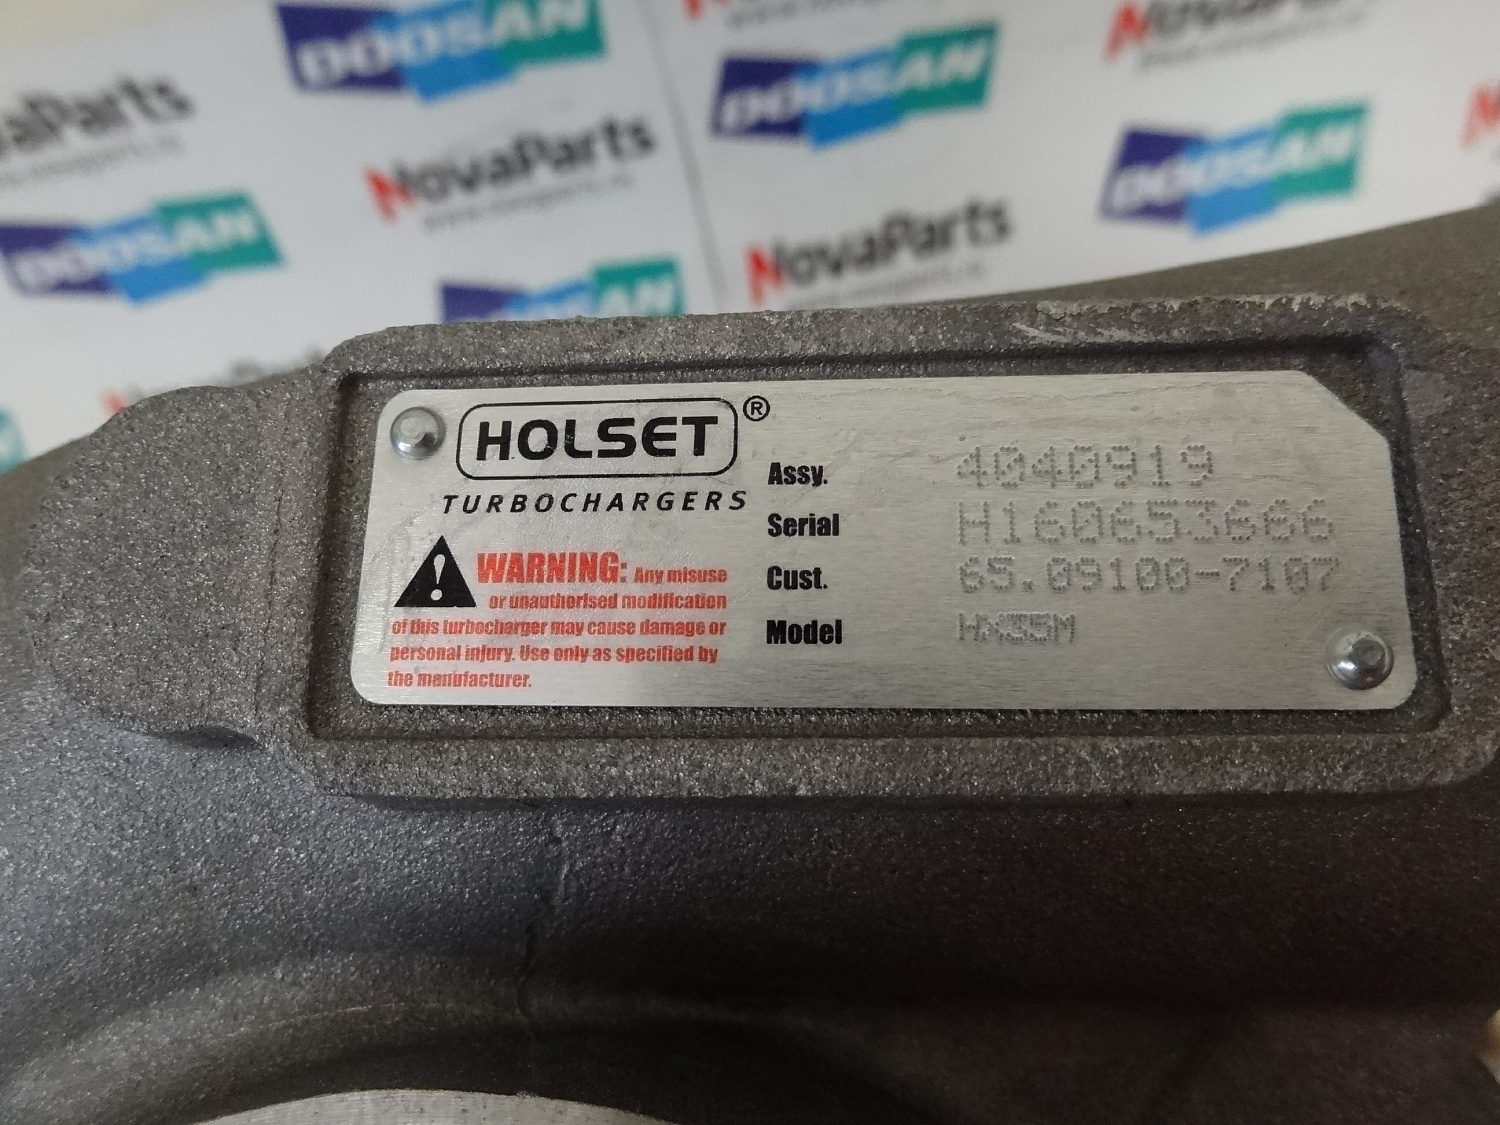 DOOSAN
DOOSAN
NovaParts
DOOSAN
NovaParts
DOOSAN
NovaParts
DOOSAN
HOLSET ®
TURBOCHARGERS
WARNING: Any misuse
or unauthorised modification
of this turbocharger may cause damage or
personal injury. Use only as specified by
the manufacturer.
Assy. 4040919
Serial H160653666
Cust. 65.09100-7107
Model HX35M